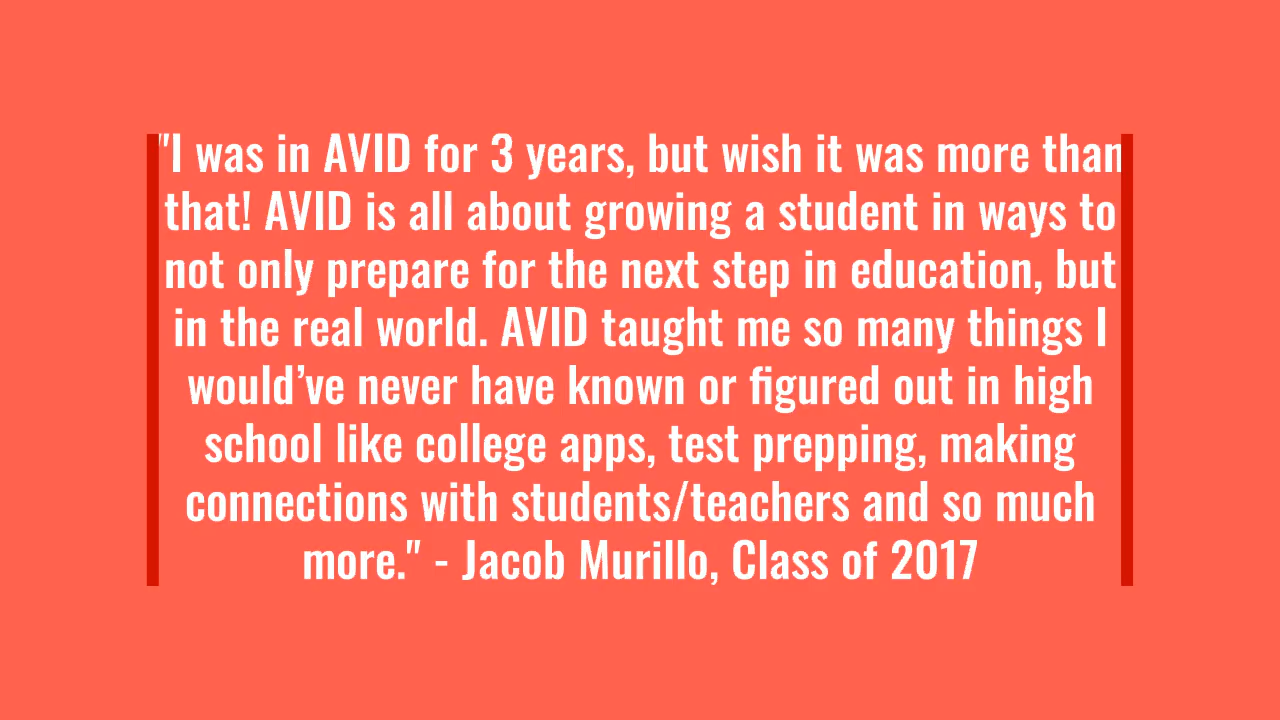 "I was in AVID for 3 years, but wish it was more than
that! AVID is all about growing a student in ways to
not only prepare for the next step in education, but
in the real world. AVID taught me so many things I
would’ve never have known or figured out in high
school like college apps, test prepping, making
connections with students/teachers and so much
more." - Jacob Murillo, Class of 2017